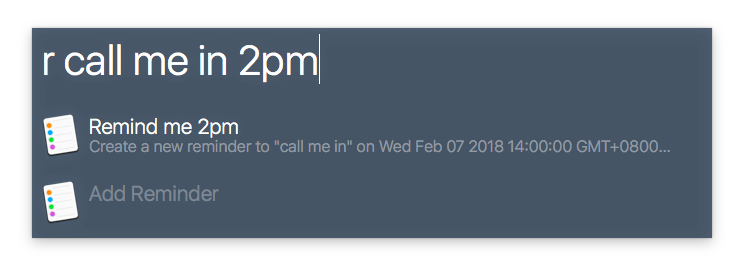 r call me in 2pm
Remind me 2pm
Create a new reminder to "call me in" on Wed Feb 07 2018 14:00:00 GMT+0800...
Add Reminder